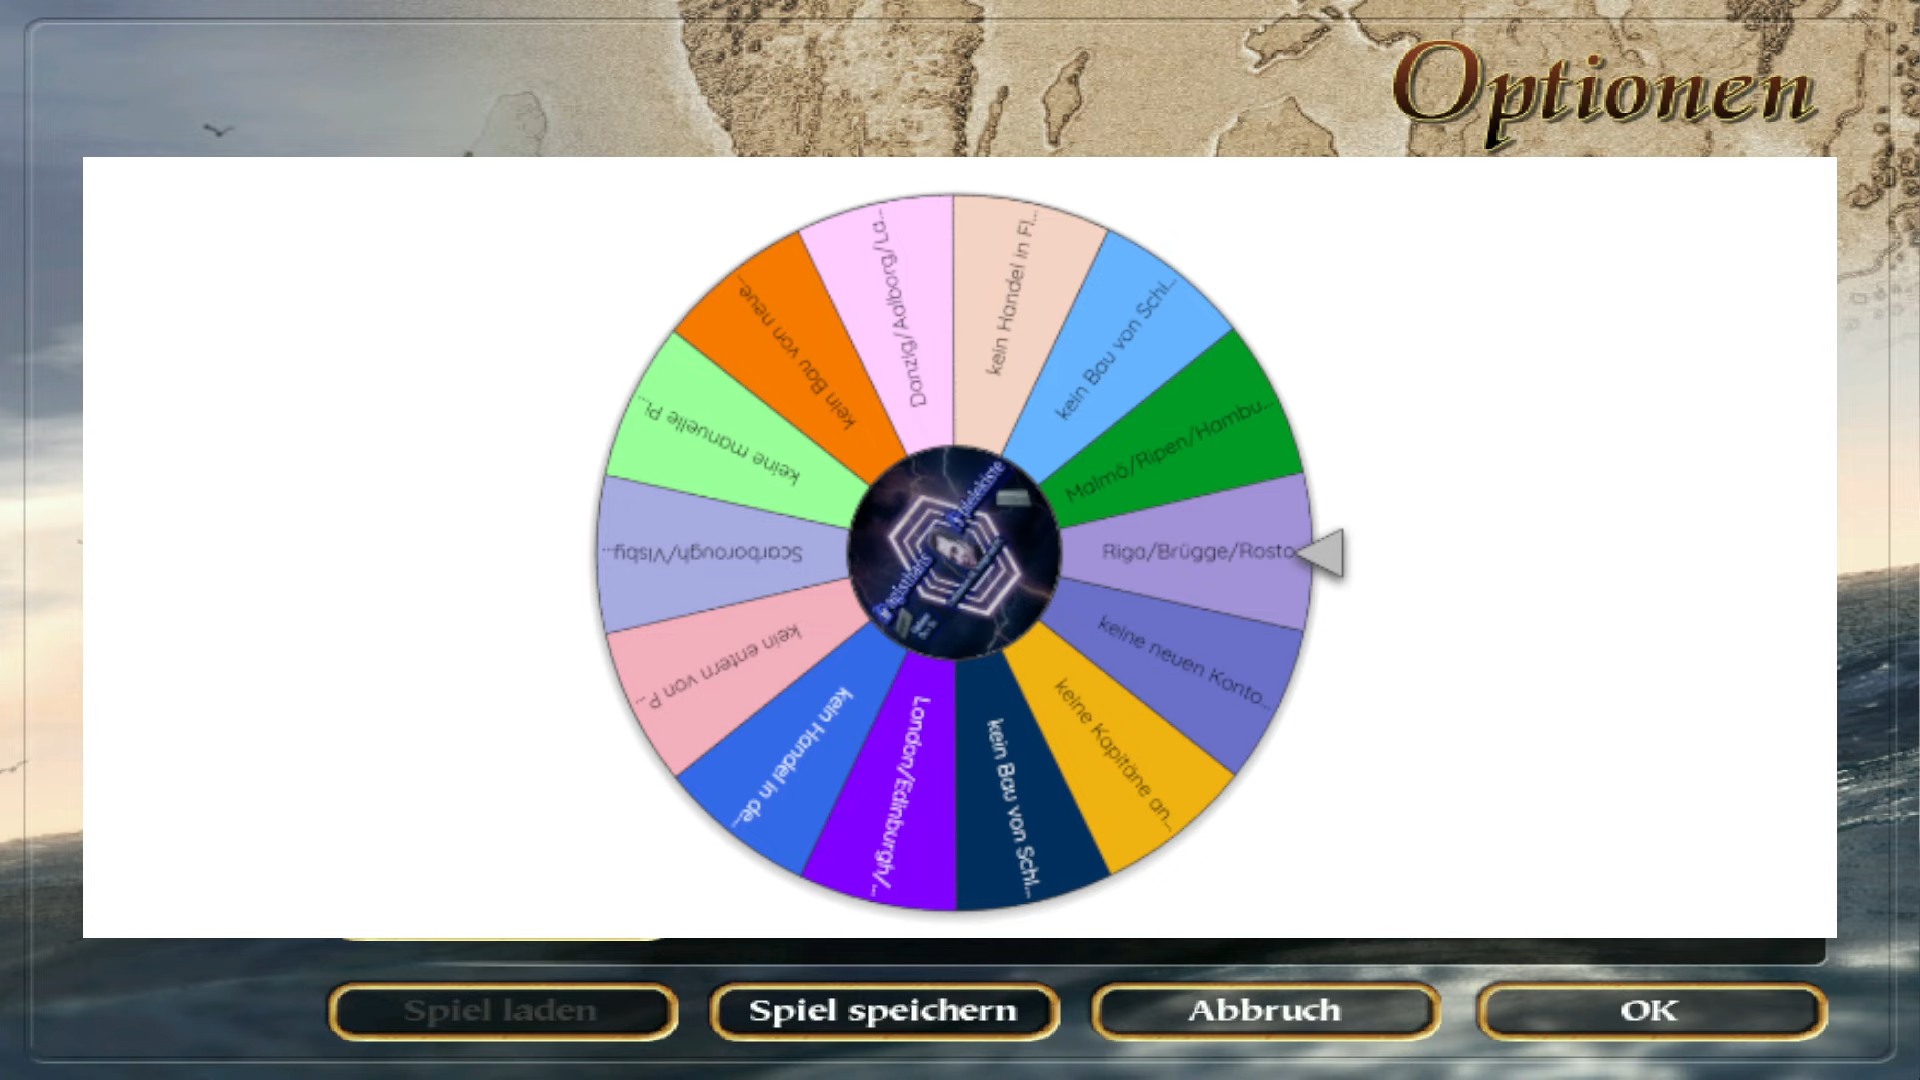 Optionen
kein Handel in Fl...
kein Bau von Schi...
Malmö/Ripen/Hambu...
Riga/Brügge/Rosto
keine neuen Konto...
keine Kapitäne an...
kein Bau von Schi...
London/Edinburgh/...
kein Handel in de...
kein entern von P...
Scarborough/Visby...
keine manuelle Pl...
kein Bau von neue...
Danzig/Aalborg/La...
Spielekiste
Spiel laden
Spiel speichern
Abbruch
OK